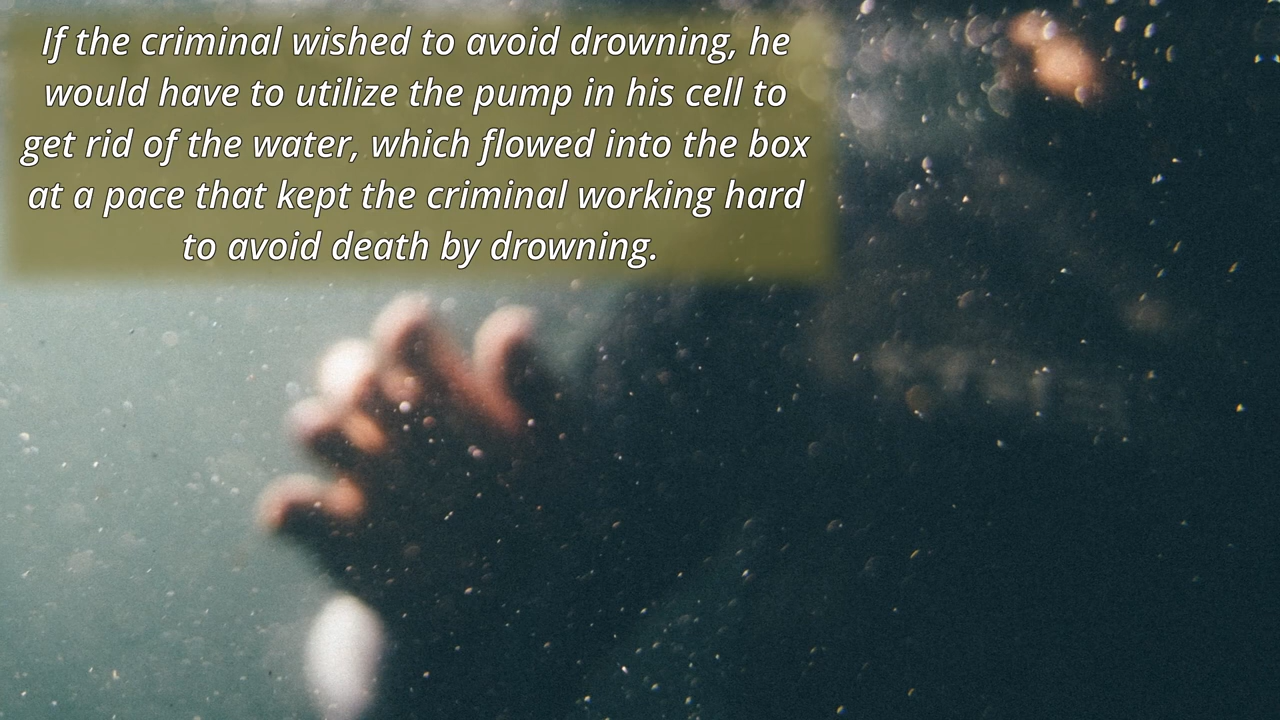 If the criminal wished to avoid drowning, he
would have to utilize the pump in his cell to
get rid of the water, which flowed into the box
at a pace that kept the criminal working hard
to avoid death by drowning.